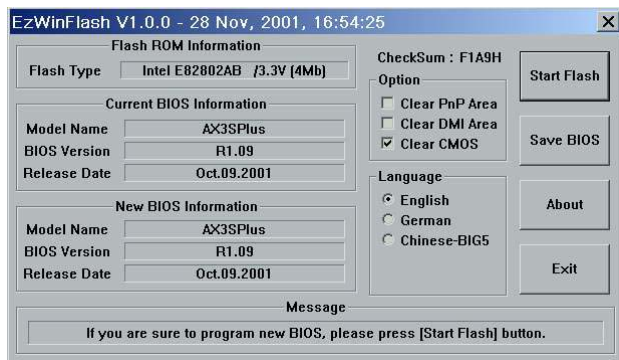 EzWinFlash V1.0.0 - 28 Nov, 2001, 16:54:25
Flash ROM Information
Flash Type Intel E82802AB /3.3V (4Mb)
Current BIOS Information
Model Name AX3SPlus
BIOS Version R1.09
Release Date Oct.09.2001
New BIOS Information
Model Name AX3SPlus
BIOS Version R1.09
Release Date Oct.09.2001
CheckSum : F1A9H
Option
Clear PnP Area
Clear DMI Area
Clear CMOS
Language
English
German
Chinese-BIG5
Start Flash
Save BIOS
About
Exit
Message
If you are sure to program new BIOS, please press [Start Flash] button.